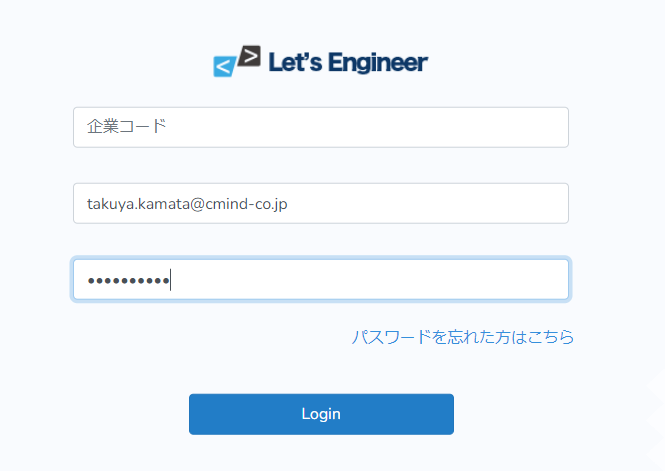 Let's Engineer
企業コード
takuya.kamata@cmind-co.jp
••••••••••
パスワードを忘れた方はこちら
Login